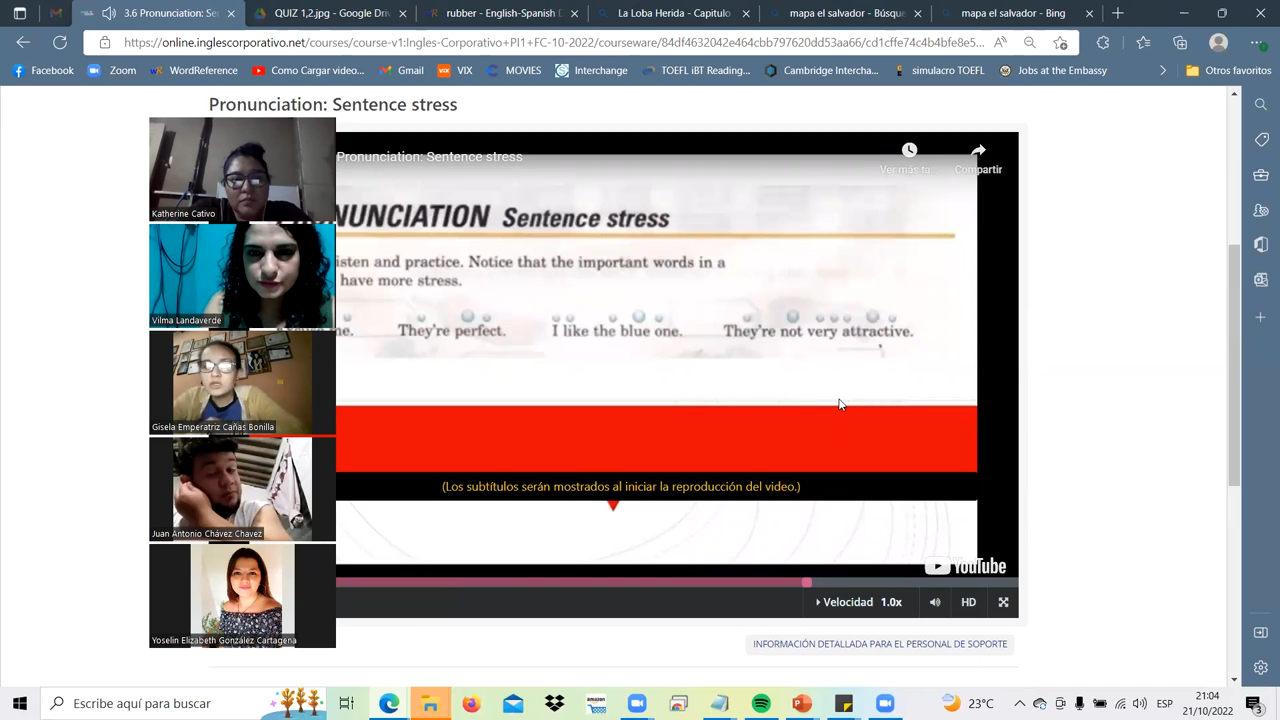 3.6 F
QUIZ 1,2.jpg
Google Driv
rubber - English-Spanish D
La Loba Heria - Capitulo
mapa el salvador - Búsque
mapa el salvador - Bing
https://online.inglescorporativo.net/courses/course-v1:Ingles-Corporativo+PI1+FC-10-2022/courseware/84df4632042e464cbb797620dd53aa66/cd1cffe74c4b4bfe8e5...
Facebook
Zoom
WordReference
Como Cargar video...
Gmail
VIX
MOVIES
Interchange
TOEFL iBT Reading...
Cambridge Intercha...
simulacro TOEFL
Jobs at the Embassy
Otros favoritos
Pronunciation: Sentence stress
Pronunciation: Sentence stress
Ver más ta...
Compartir
NUNCIATION Sentence stress
isten and practice. Notice that the important words in a
have more stress.
ne. They're perfect. I like the blue one. They're not very attractive.
(Los subtítulos serán mostrados al iniciar la reproducción del video.)
YouTube
Velocidad 1.0x
HD
INFORMACIÓN DETALLADA PARA EL PERSONAL DE SOPORTE
Katherine Cativo
Vilma Landaverde
Gisela Emperatriz Cañas Bonilla
Juan Antonio Chávez Chavez
Yoselin Elizabeth González Cartagena
Escribe aquí para buscar
amazon
23°C
ESP
21:04
21/10/2022
3